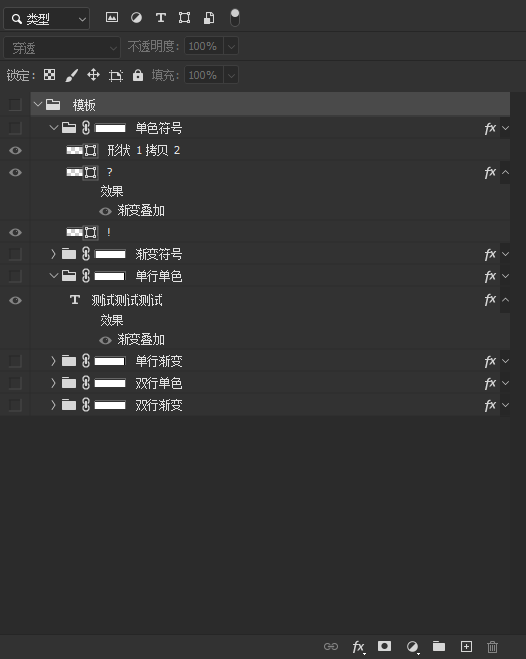 类型
穿透 不透明度: 100%
锁定: 填充: 100%
模板
单色符号 fx
形状 1 拷贝 2
? fx
效果
渐变叠加
!
渐变符号 fx
单行单色 fx
T 测试测试测试 fx
效果
渐变叠加
单行渐变 fx
双行单色 fx
双行渐变 fx
fx